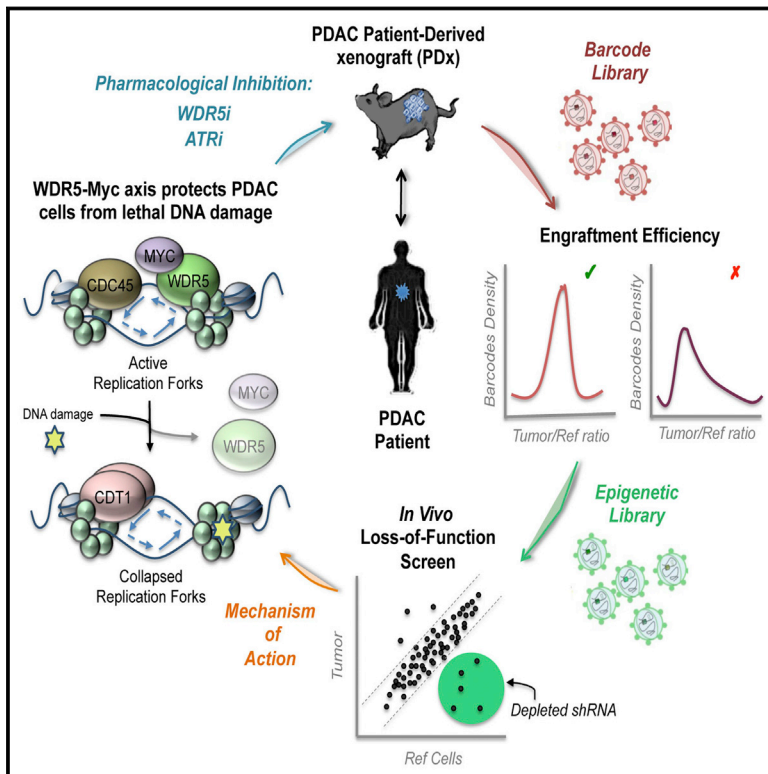 PDAC Patient-Derived
xenograft (PDx)
Barcode
Library
Pharmacological Inhibition:
WDR5i
ATRi
WDR5-Myc axis protects PDAC
cells from lethal DNA damage
MYC
CDC45
WDR5
Active
Replication Forks
DNA damage
MYC
WDR5
CDT1
Collapsed
Replication Forks
PDAC
Patient
Engraftment Efficiency
Barcodes Density
Tumor/Ref ratio
Barcodes Density
Tumor/Ref ratio
Epigenetic
Library
In Vivo
Loss-of-Function
Screen
Tumor
Ref Cells
Depleted shRNA
Mechanism
of
Action